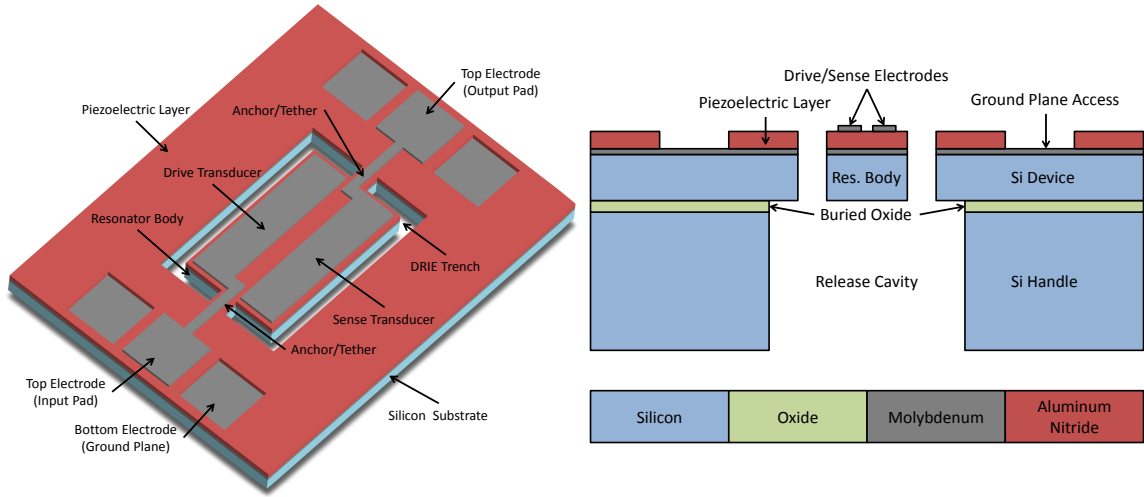 Piezoelectric Layer
Anchor/Tether
Top Electrode
(Output Pad)
Drive Transducer
Resonator Body
DRIE Trench
Sense Transducer
Anchor/Tether
Top Electrode
(Input Pad)
Bottom Electrode
(Ground Plane)
Silicon Substrate
Drive/Sense Electrodes
Piezoelectric Layer
Ground Plane Access
Res. Body
Si Device
Buried Oxide
Release Cavity
Si Handle
Silicon
Oxide
Molybdenum
Aluminum
Nitride